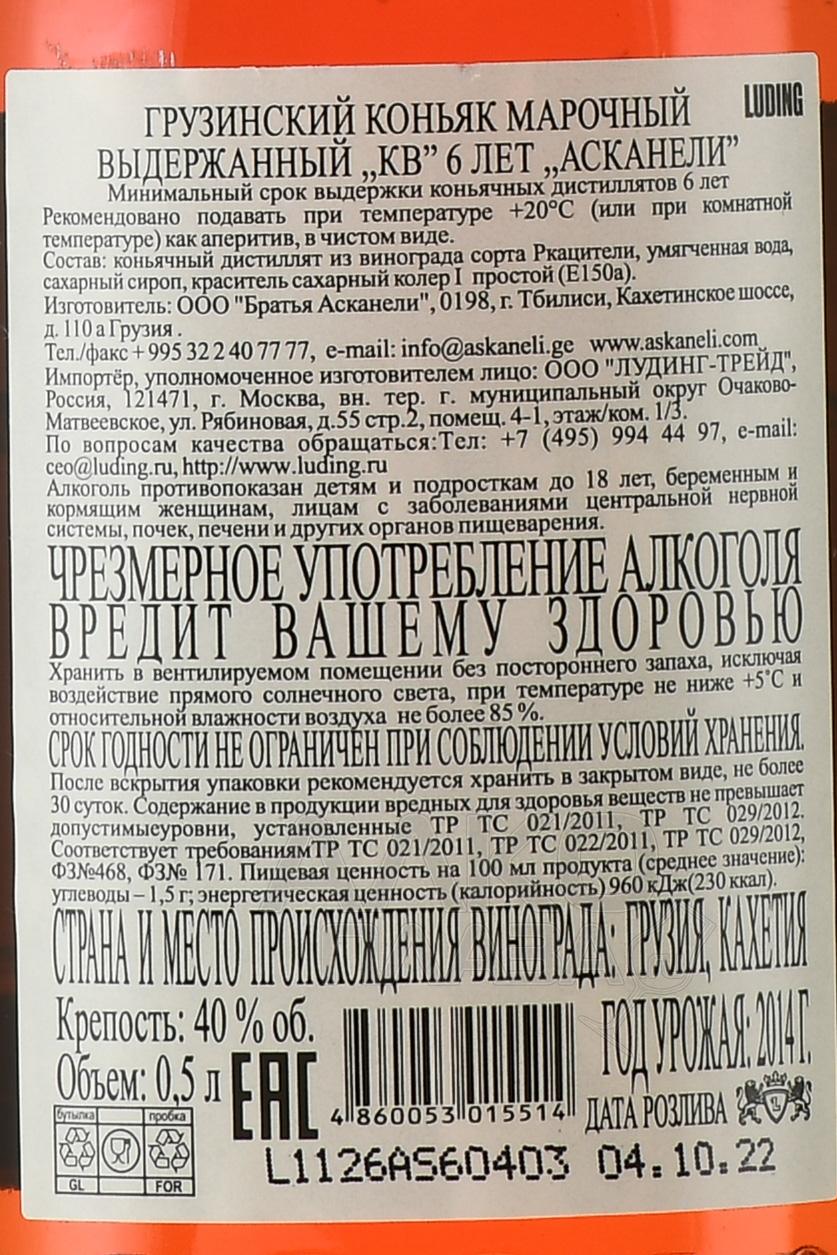 LUDING
ГРУЗИНСКИЙ КОНЬЯК МАРОЧНЫЙ
ВЫДЕРЖАННЫЙ „КВ” 6 ЛЕТ „АСКАНЕЛИ”
Минимальный срок выдержки коньячных дистиллятов 6 лет
Рекомендовано подавать при температуре +20°С (или при комнатной
температуре) как аперитив, в чистом виде.
Состав: коньячный дистиллят из винограда сорта Ркацители, умягченная вода,
сахарный сироп, краситель сахарный колер I простой (Е150а).
Изготовитель: ООО "Братья Асканели", 0198, г. Тбилиси, Кахетинское шоссе,
д. 110 а Грузия .
Тел./факс + 995 32 2 40 77 77, e-mail: info@askaneli.ge www.askaneli.com
Импортёр, уполномоченное изготовителем лицо: ООО "ЛУДИНГ-ТРЕЙД",
Россия, 121471, г. Москва, вн. тер. г. муниципальный округ Очаково-
Матвеевское, ул. Рябиновая, д.55 стр.2, помещ. 4-1, этаж/ком. 1/3.
По вопросам качества обращаться:Тел: +7 (495) 994 44 97, e-mail:
ceo@luding.ru, http://www.luding.ru
Алкоголь противопоказан детям и подросткам до 18 лет, беременным и
кормящим женщинам, лицам с заболеваниями центральной нервной
системы, почек, печени и других органов пищеварения.
ЧРЕЗМЕРНОЕ УПОТРЕБЛЕНИЕ АЛКОГОЛЯ
ВРЕДИТ ВАШЕМУ ЗДОРОВЬЮ
Хранить в вентилируемом помещении без постороннего запаха, исключая
воздействие прямого солнечного света, при температуре не ниже +5°С и
относительной влажности воздуха не более 85 %.
СРОК ГОДНОСТИ НЕ ОГРАНИЧЕН ПРИ СОБЛЮДЕНИИ УСЛОВИЙ ХРАНЕНИЯ.
После вскрытия упаковки рекомендуется хранить в закрытом виде, не более
30 суток. Содержание в продукции вредных для здоровья веществ не превышает
допустимыеуровни, установленные ТР ТС 021/2011, ТР ТС 029/2012.
Соответствует требованиямТР ТС 021/2011, ТР ТС 022/2011, ТР ТС 029/2012,
ФЗ№468, ФЗ№ 171. Пищевая ценность на 100 мл продукта (среднее значение):
углеводы – 1,5 г; энергетическая ценность (калорийность) 960 кДж(230 ккал).
СТРАНА И МЕСТО ПРОИСХОЖДЕНИЯ ВИНОГРАДА: ГРУЗИЯ, КАХЕТИЯ
Крепость: 40 % об.
ГОД УРОЖАЯ: 2014 Г.
Объем: 0,5 л
EAC
4 860053 015514
ДАТА РОЗЛИВА
бутылка пробка
GL FOR
L1126AS60403 04.10.22